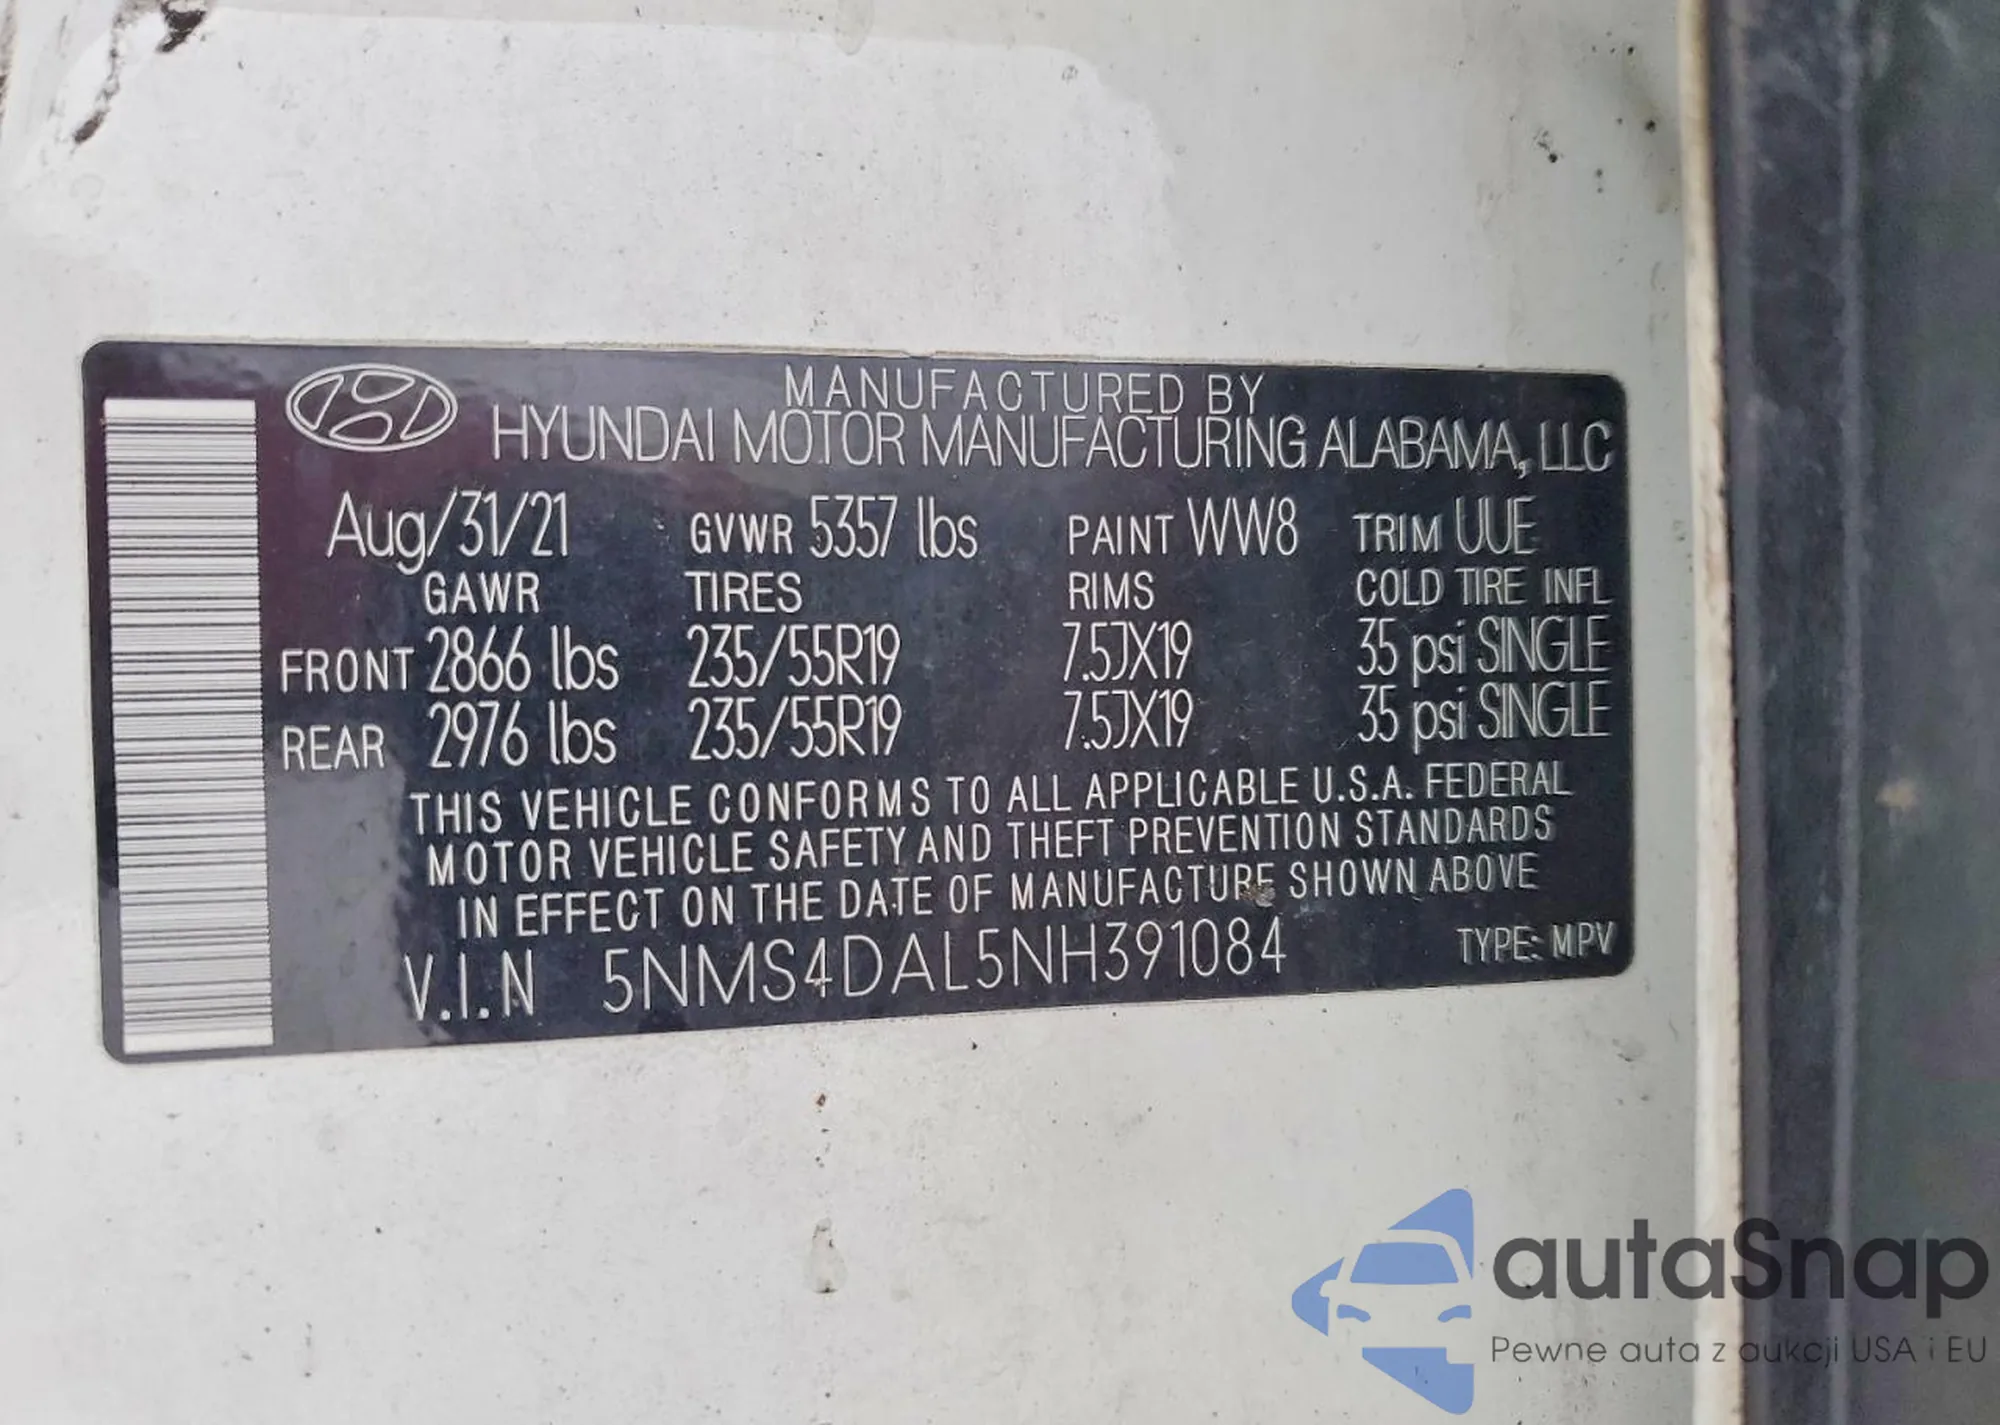 MANUFACTURED BY
HYUNDAI MOTOR MANUFACTURING ALABAMA, LLC
Aug/31/21 GVWR 5357 lbs PAINT WW8 TRIM UUE
GAWR TIRES RIMS COLD TIRE INFL
FRONT 2866 lbs 235/55R19 7.5JX19 35 psi SINGLE
REAR 2976 lbs 235/55R19 7.5JX19 35 psi SINGLE
THIS VEHICLE CONFORMS TO ALL APPLICABLE U.S.A. FEDERAL
MOTOR VEHICLE SAFETY AND THEFT PREVENTION STANDARDS
IN EFFECT ON THE DATE OF MANUFACTURE SHOWN ABOVE
V.I.N 5NMS4DAL5NH391084 TYPE: MPV
autaSnap
Pewne auta z aukcji USA i EU